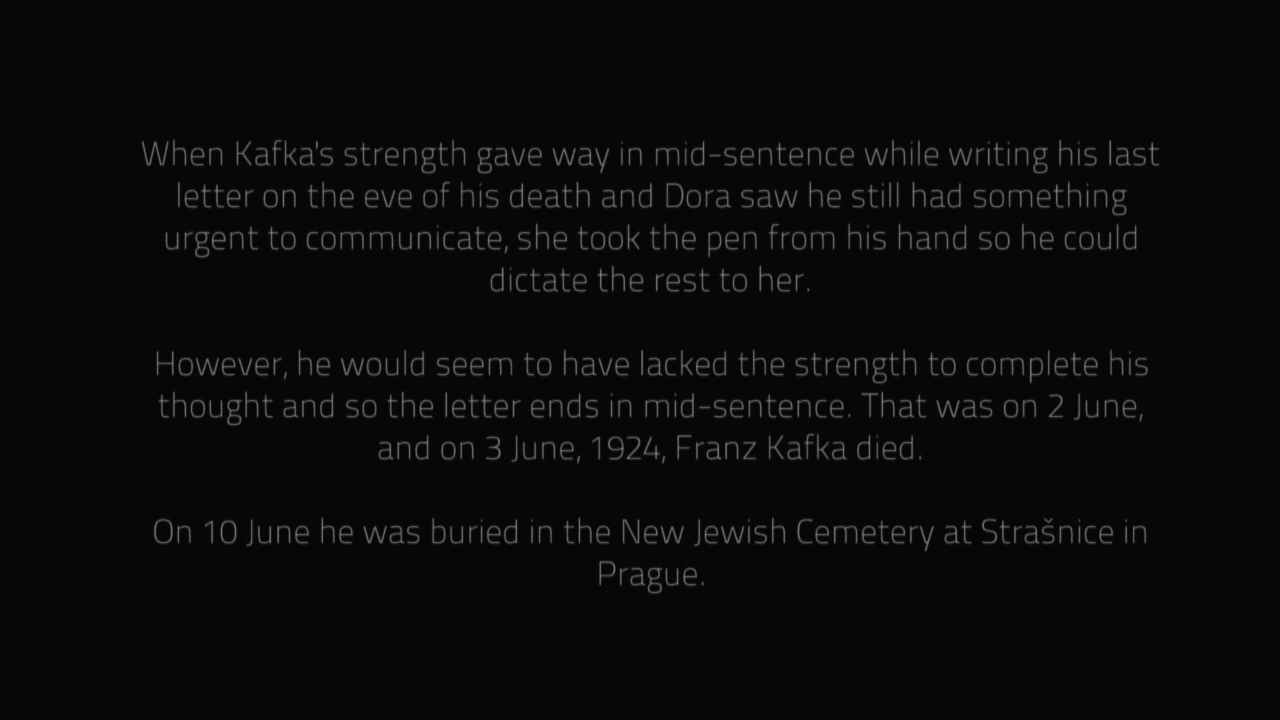 When Kafka's strength gave way in mid-sentence while writing his last
letter on the eve of his death and Dora saw he still had something
urgent to communicate, she took the pen from his hand so he could
dictate the rest to her.
However, he would seem to have lacked the strength to complete his
thought and so the letter ends in mid-sentence. That was on 2 June,
and on 3 June, 1924, Franz Kafka died.
On 10 June he was buried in the New Jewish Cemetery at Strašnice in
Prague.